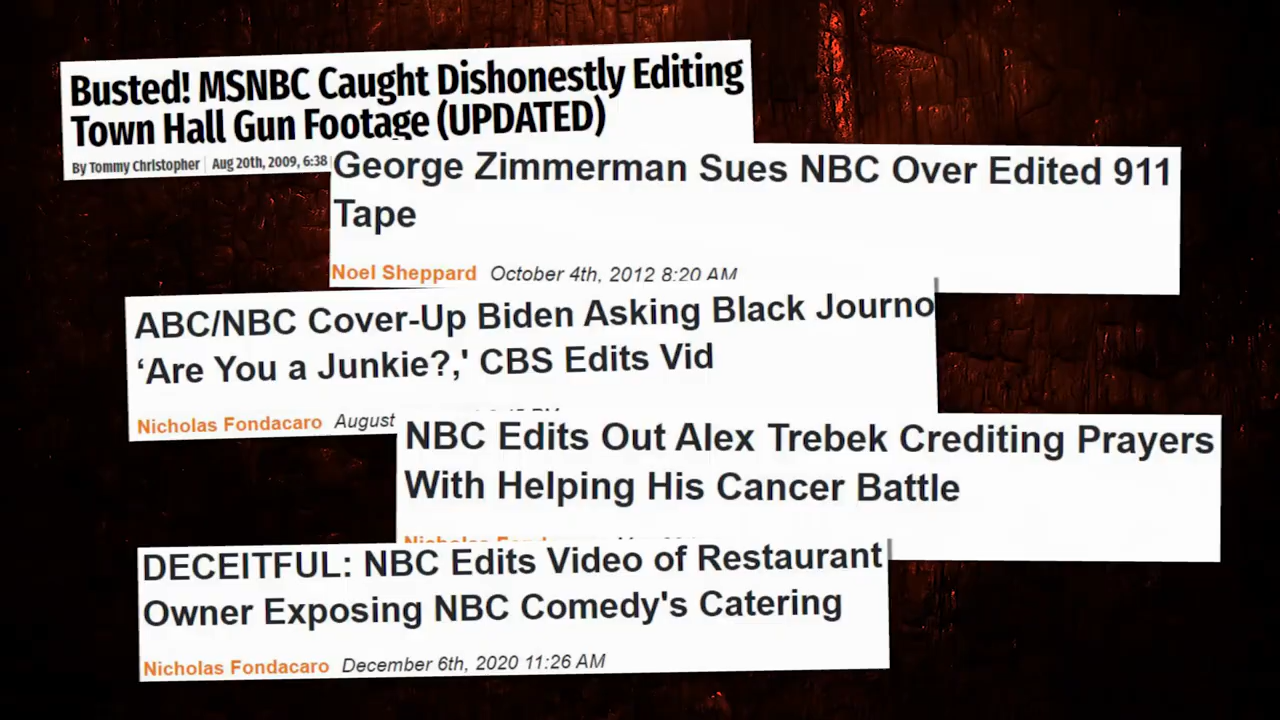 Busted! MSNBC Caught Dishonestly Editing
Town Hall Gun Footage (UPDATED)
By Tommy Christopher Aug 20th, 2009, 6:38
George Zimmerman Sues NBC Over Edited 911
Tape
Noel Sheppard October 4th, 2012 8:20 AM
ABC/NBC Cover-Up Biden Asking Black Journo
‘Are You a Junkie?,' CBS Edits Vid
Nicholas Fondacaro August
NBC Edits Out Alex Trebek Crediting Prayers
With Helping His Cancer Battle
DECEITFUL: NBC Edits Video of Restaurant
Owner Exposing NBC Comedy's Catering
Nicholas Fondacaro December 6th, 2020 11:26 AM